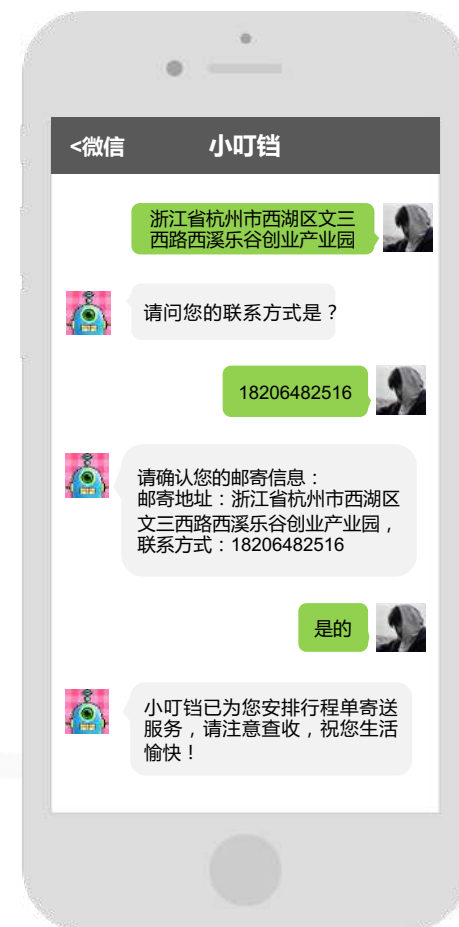 <微信 小叮铛
浙江省杭州市西湖区文三
西路西溪乐谷创业产业园
请问您的联系方式是？
18206482516
请确认您的邮寄信息：
邮寄地址：浙江省杭州市西湖区
文三西路西溪乐谷创业产业园，
联系方式：18206482516
是的
小叮铛已为您安排行程单寄送
服务，请注意查收，祝您生活
愉快！